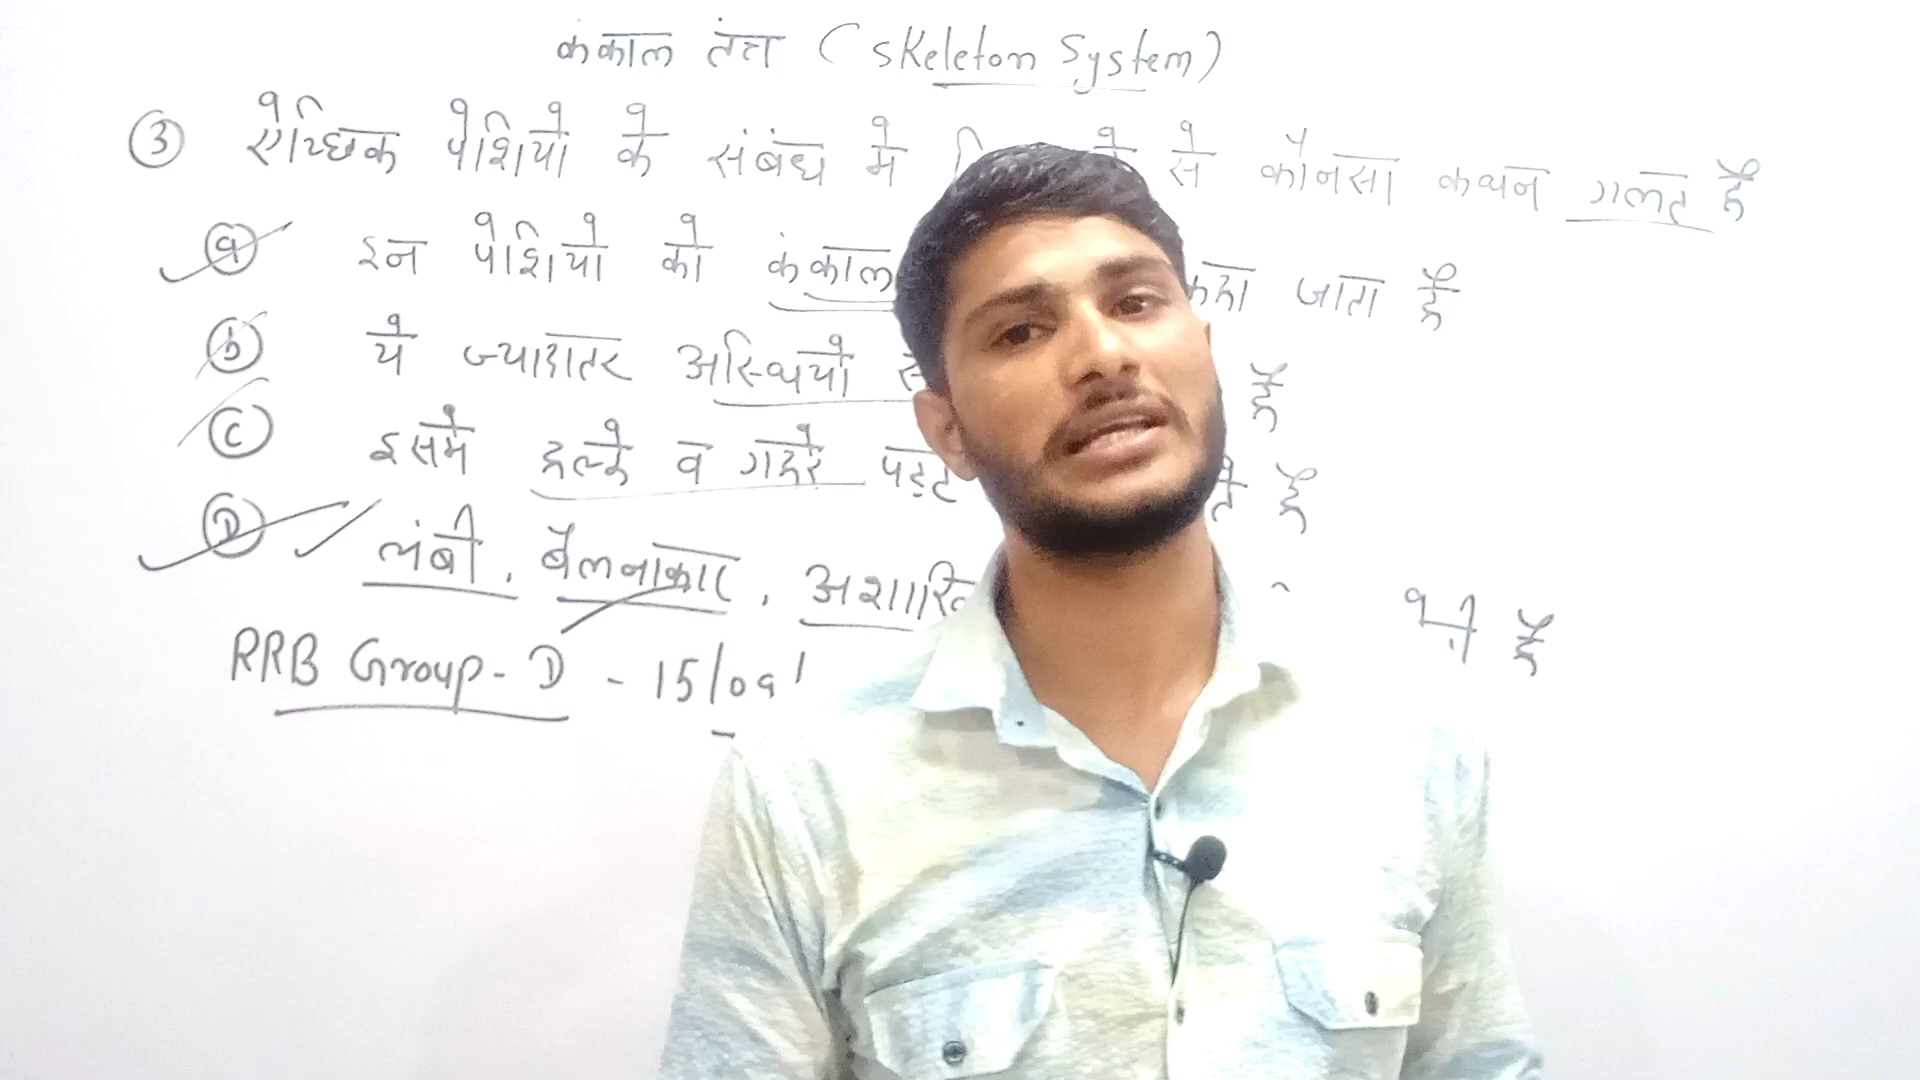 कंकाल तंत्र (Skeleton System)
③ ऐच्छिक पेशियों के संबंध में से कौनसा कथन गलत है
ⓐ इन पेशियों को कंकाल कहा जाता है
ⓑ ये ज्यादातर अस्थियों है
ⓒ इसमें हल्के व गहरे पट्ट है
Ⓓ लंबी, बेलनाकार, भी है
RRB Group-D - 15/09/